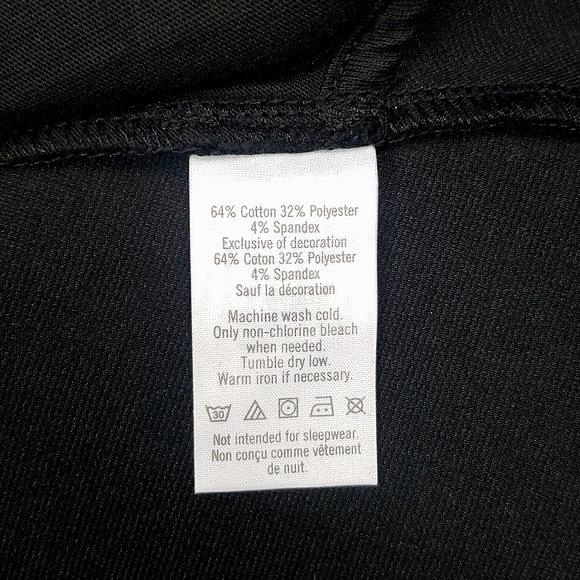 64% Cotton 32% Polyester
4% Spandex
Exclusive of decoration
64% Coton 32% Polyester
4% Spandex
Sauf la décoration
Machine wash cold.
Only non-chlorine bleach
when needed.
Tumble dry low.
Warm iron if necessary.
30
Not intended for sleepwear.
Non conçu comme vêtement
de nuit.